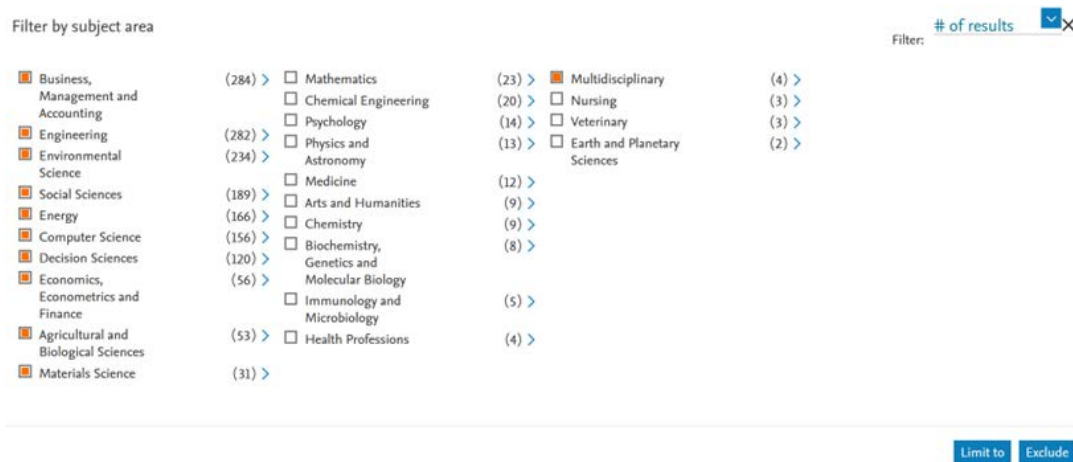 Filter by subject area
Filter: # of results
Business, Management and Accounting (284)
Engineering (282)
Environmental Science (234)
Social Sciences (189)
Energy (166)
Computer Science (156)
Decision Sciences (120)
Economics, Econometrics and Finance (56)
Agricultural and Biological Sciences (53)
Materials Science (31)
Mathematics (23)
Chemical Engineering (20)
Psychology (14)
Physics and Astronomy (13)
Medicine (12)
Arts and Humanities (9)
Chemistry (9)
Biochemistry, Genetics and Molecular Biology (8)
Immunology and Microbiology (5)
Health Professions (4)
Multidisciplinary (4)
Nursing (3)
Veterinary (3)
Earth and Planetary Sciences (2)
Limit to Exclude